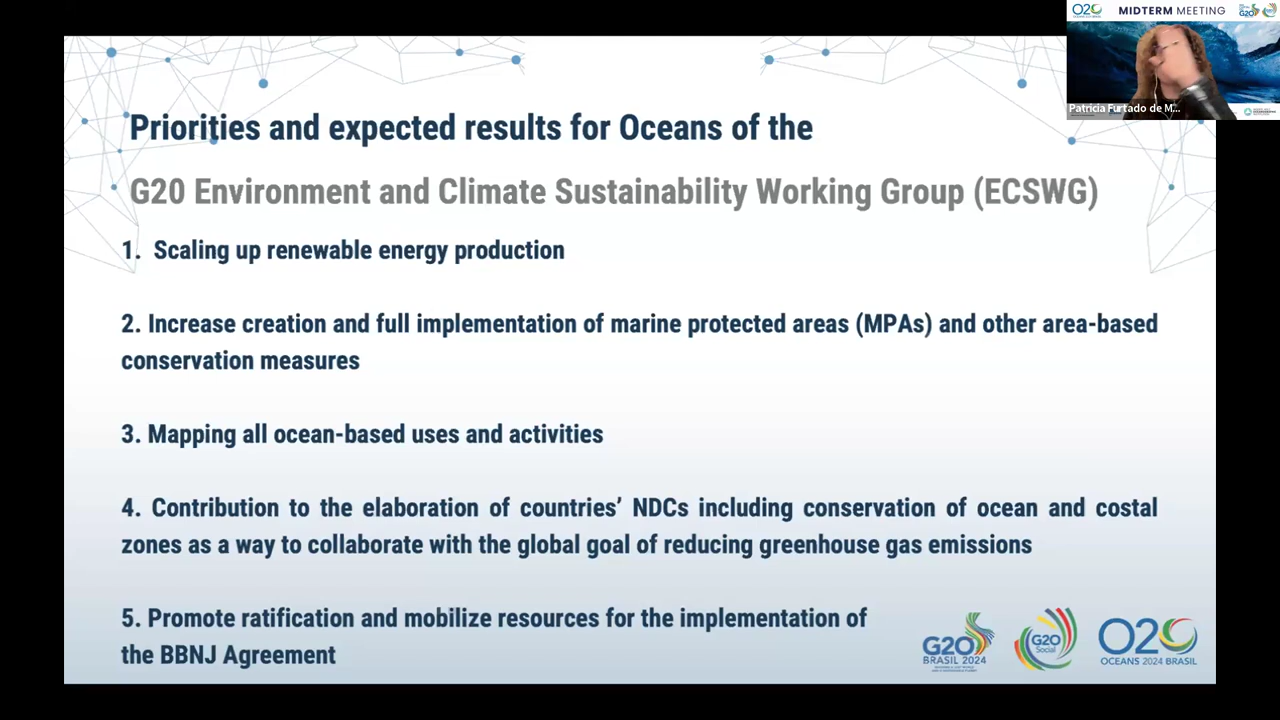 O20
MIDTERM MEETING
G20
Patricia Furtado de M...
Priorities and expected results for Oceans of the
G20 Environment and Climate Sustainability Working Group (ECSWG)
1. Scaling up renewable energy production
2. Increase creation and full implementation of marine protected areas (MPAs) and other area-based
conservation measures
3. Mapping all ocean-based uses and activities
4. Contribution to the elaboration of countries’ NDCs including conservation of ocean and costal
zones as a way to collaborate with the global goal of reducing greenhouse gas emissions
5. Promote ratification and mobilize resources for the implementation of
the BBNJ Agreement
G20
BRASIL 2024
G20
Social
O20
OCEANS 2024 BRASIL